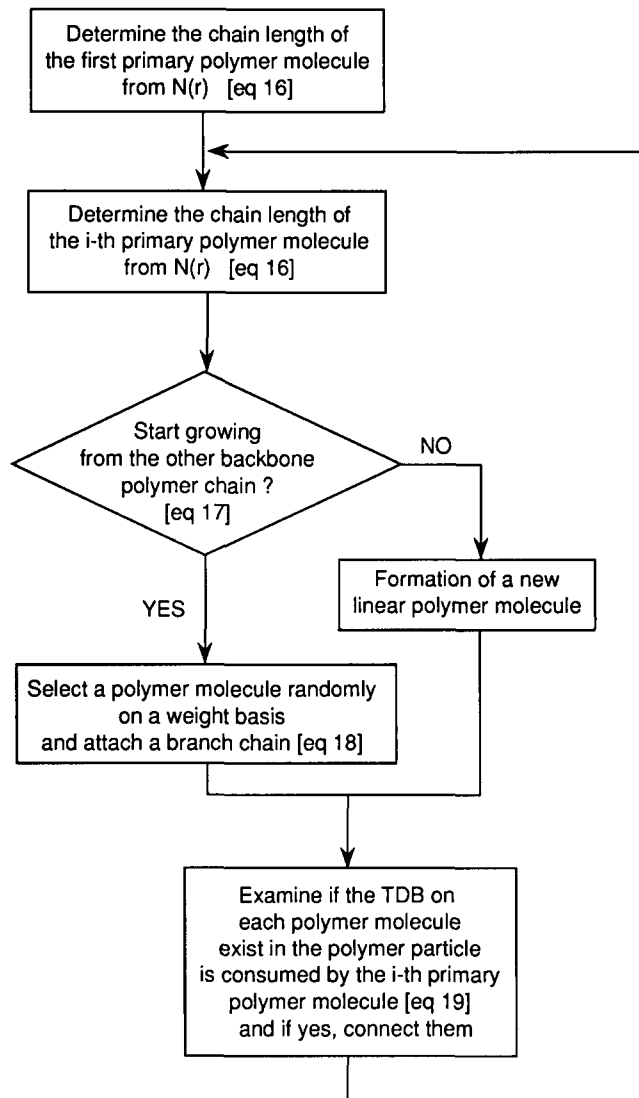 Determine the chain length of
the first primary polymer molecule
from N(r) [eq 16]
Determine the chain length of
the i-th primary polymer molecule
from N(r) [eq 16]
Start growing
from the other backbone
polymer chain ?
[eq 17]
NO
YES
Formation of a new
linear polymer molecule
Select a polymer molecule randomly
on a weight basis
and attach a branch chain [eq 18]
Examine if the TDB on
each polymer molecule
exist in the polymer particle
is consumed by the i-th primary
polymer molecule [eq 19]
and if yes, connect them